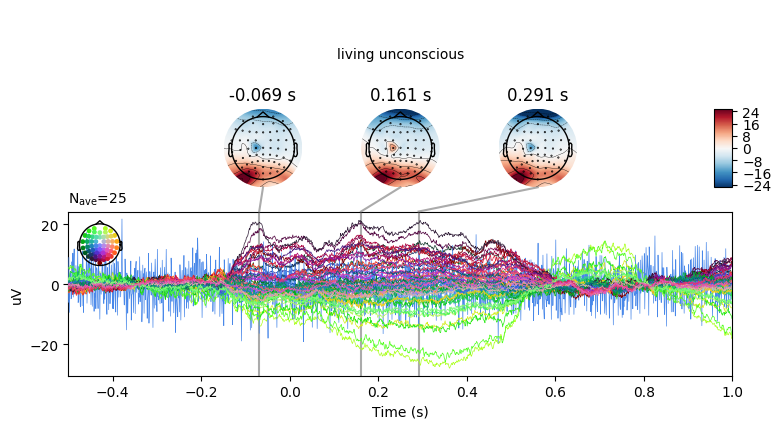 living unconscious
-0.069 s 0.161 s 0.291 s
24
16
8
0
−8
−16
−24
Nave=25
20
0
−20
uV
−0.4 −0.2 0.0 0.2 0.4 0.6 0.8 1.0
Time (s)